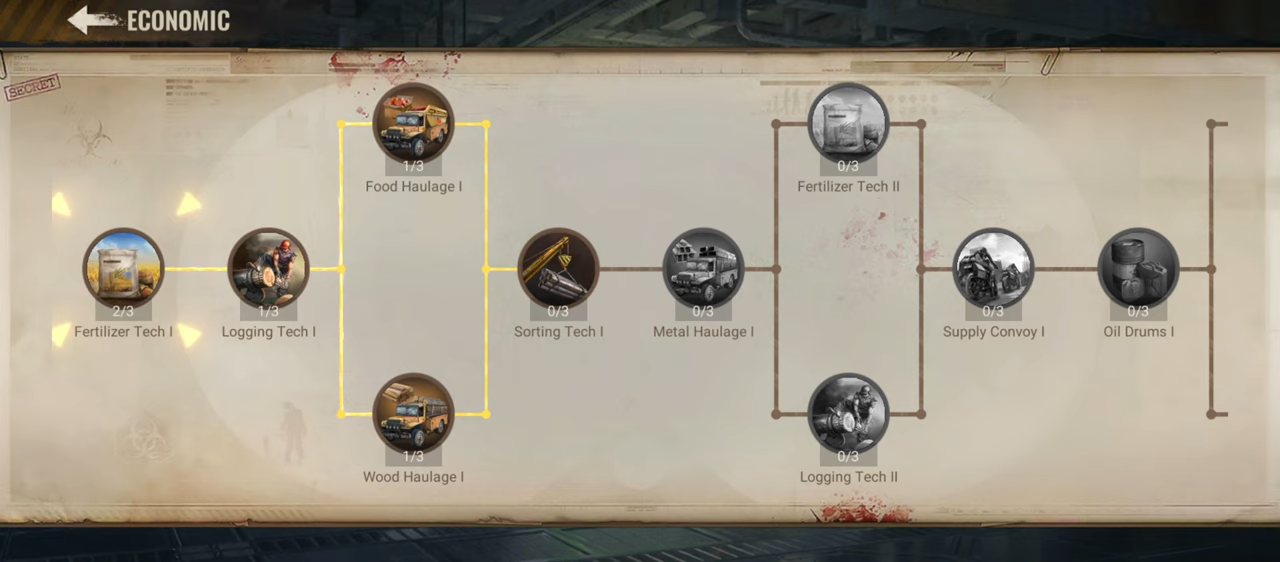 ECONOMIC
SECRET
1/3
Food Haulage I
0/3
Fertilizer Tech II
2/3
Fertilizer Tech I
1/3
Logging Tech I
0/3
Sorting Tech I
0/3
Metal Haulage I
0/3
Supply Convoy I
0/3
Oil Drums I
1/3
Wood Haulage I
0/3
Logging Tech II